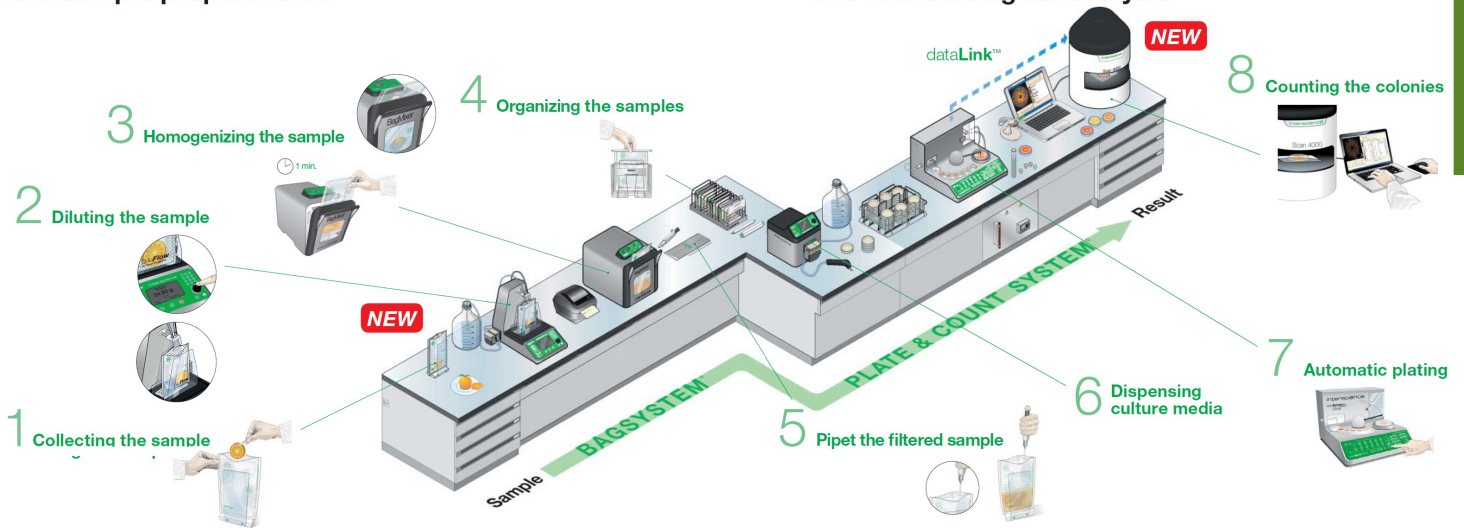 NEW
dataLink™
8 Counting the colonies
interscience
Scan 4000
4 Organizing the samples
3 Homogenizing the sample
BagMixer
1 min.
2 Diluting the sample
NEW
1 Collecting the sample
Sample
BAGSYSTEM
PLATE & COUNT SYSTEM
Result
5 Pipet the filtered sample
6 Dispensing
culture media
7 Automatic plating
interscience